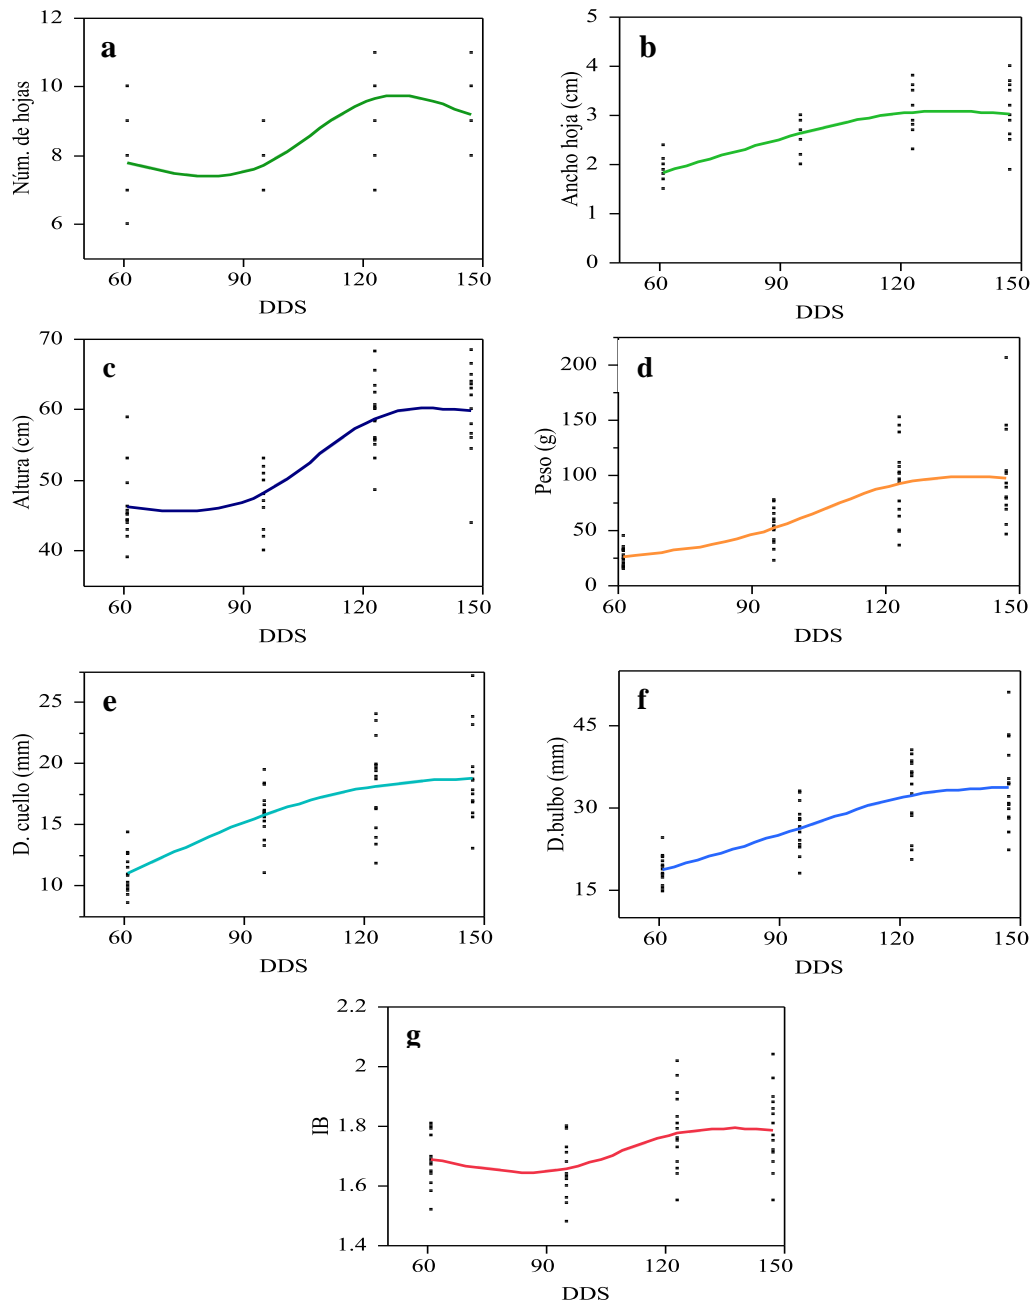 a
Núm. de hojas
12
10
8
6
60 90 120 150
DDS
b
Ancho hoja (cm)
5
4
3
2
1
0
60 90 120 150
DDS
c
Altura (cm)
70
60
50
40
60 90 120 150
DDS
d
Peso (g)
200
150
100
50
0
60 90 120 150
DDS
e
D. cuello (mm)
25
20
15
10
60 90 120 150
DDS
f
D.bulbo (mm)
45
30
15
60 90 120 150
DDS
g
IB
2.2
2
1.8
1.6
1.4
60 90 120 150
DDS